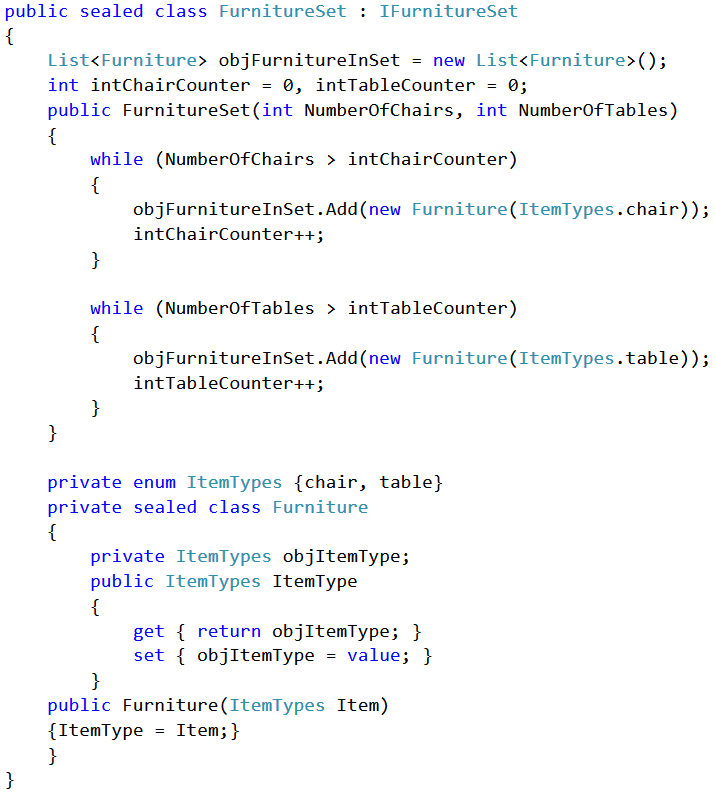 public sealed class FurnitureSet : IFurnitureSet
{
    List<Furniture> objFurnitureInSet = new List<Furniture>();
    int intChairCounter = 0, intTableCounter = 0;
    public FurnitureSet(int NumberOfChairs, int NumberOfTables)
    {
        while (NumberOfChairs > intChairCounter)
        {
            objFurnitureInSet.Add(new Furniture(ItemTypes.chair));
            intChairCounter++;
        }

        while (NumberOfTables > intTableCounter)
        {
            objFurnitureInSet.Add(new Furniture(ItemTypes.table));
            intTableCounter++;
        }
    }

    private enum ItemTypes {chair, table}
    private sealed class Furniture
    {
        private ItemTypes objItemType;
        public ItemTypes ItemType
        {
            get { return objItemType; }
            set { objItemType = value; }
        }
    public Furniture(ItemTypes Item)
    {ItemType = Item;}
    }
}